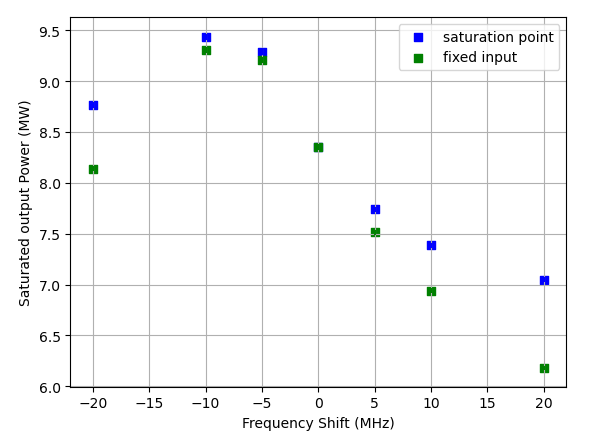 9.5
9.0
8.5
8.0
7.5
7.0
6.5
6.0
Saturated output Power (MW)
saturation point
fixed input
−20 −15 −10 −5 0 5 10 15 20
Frequency Shift (MHz)